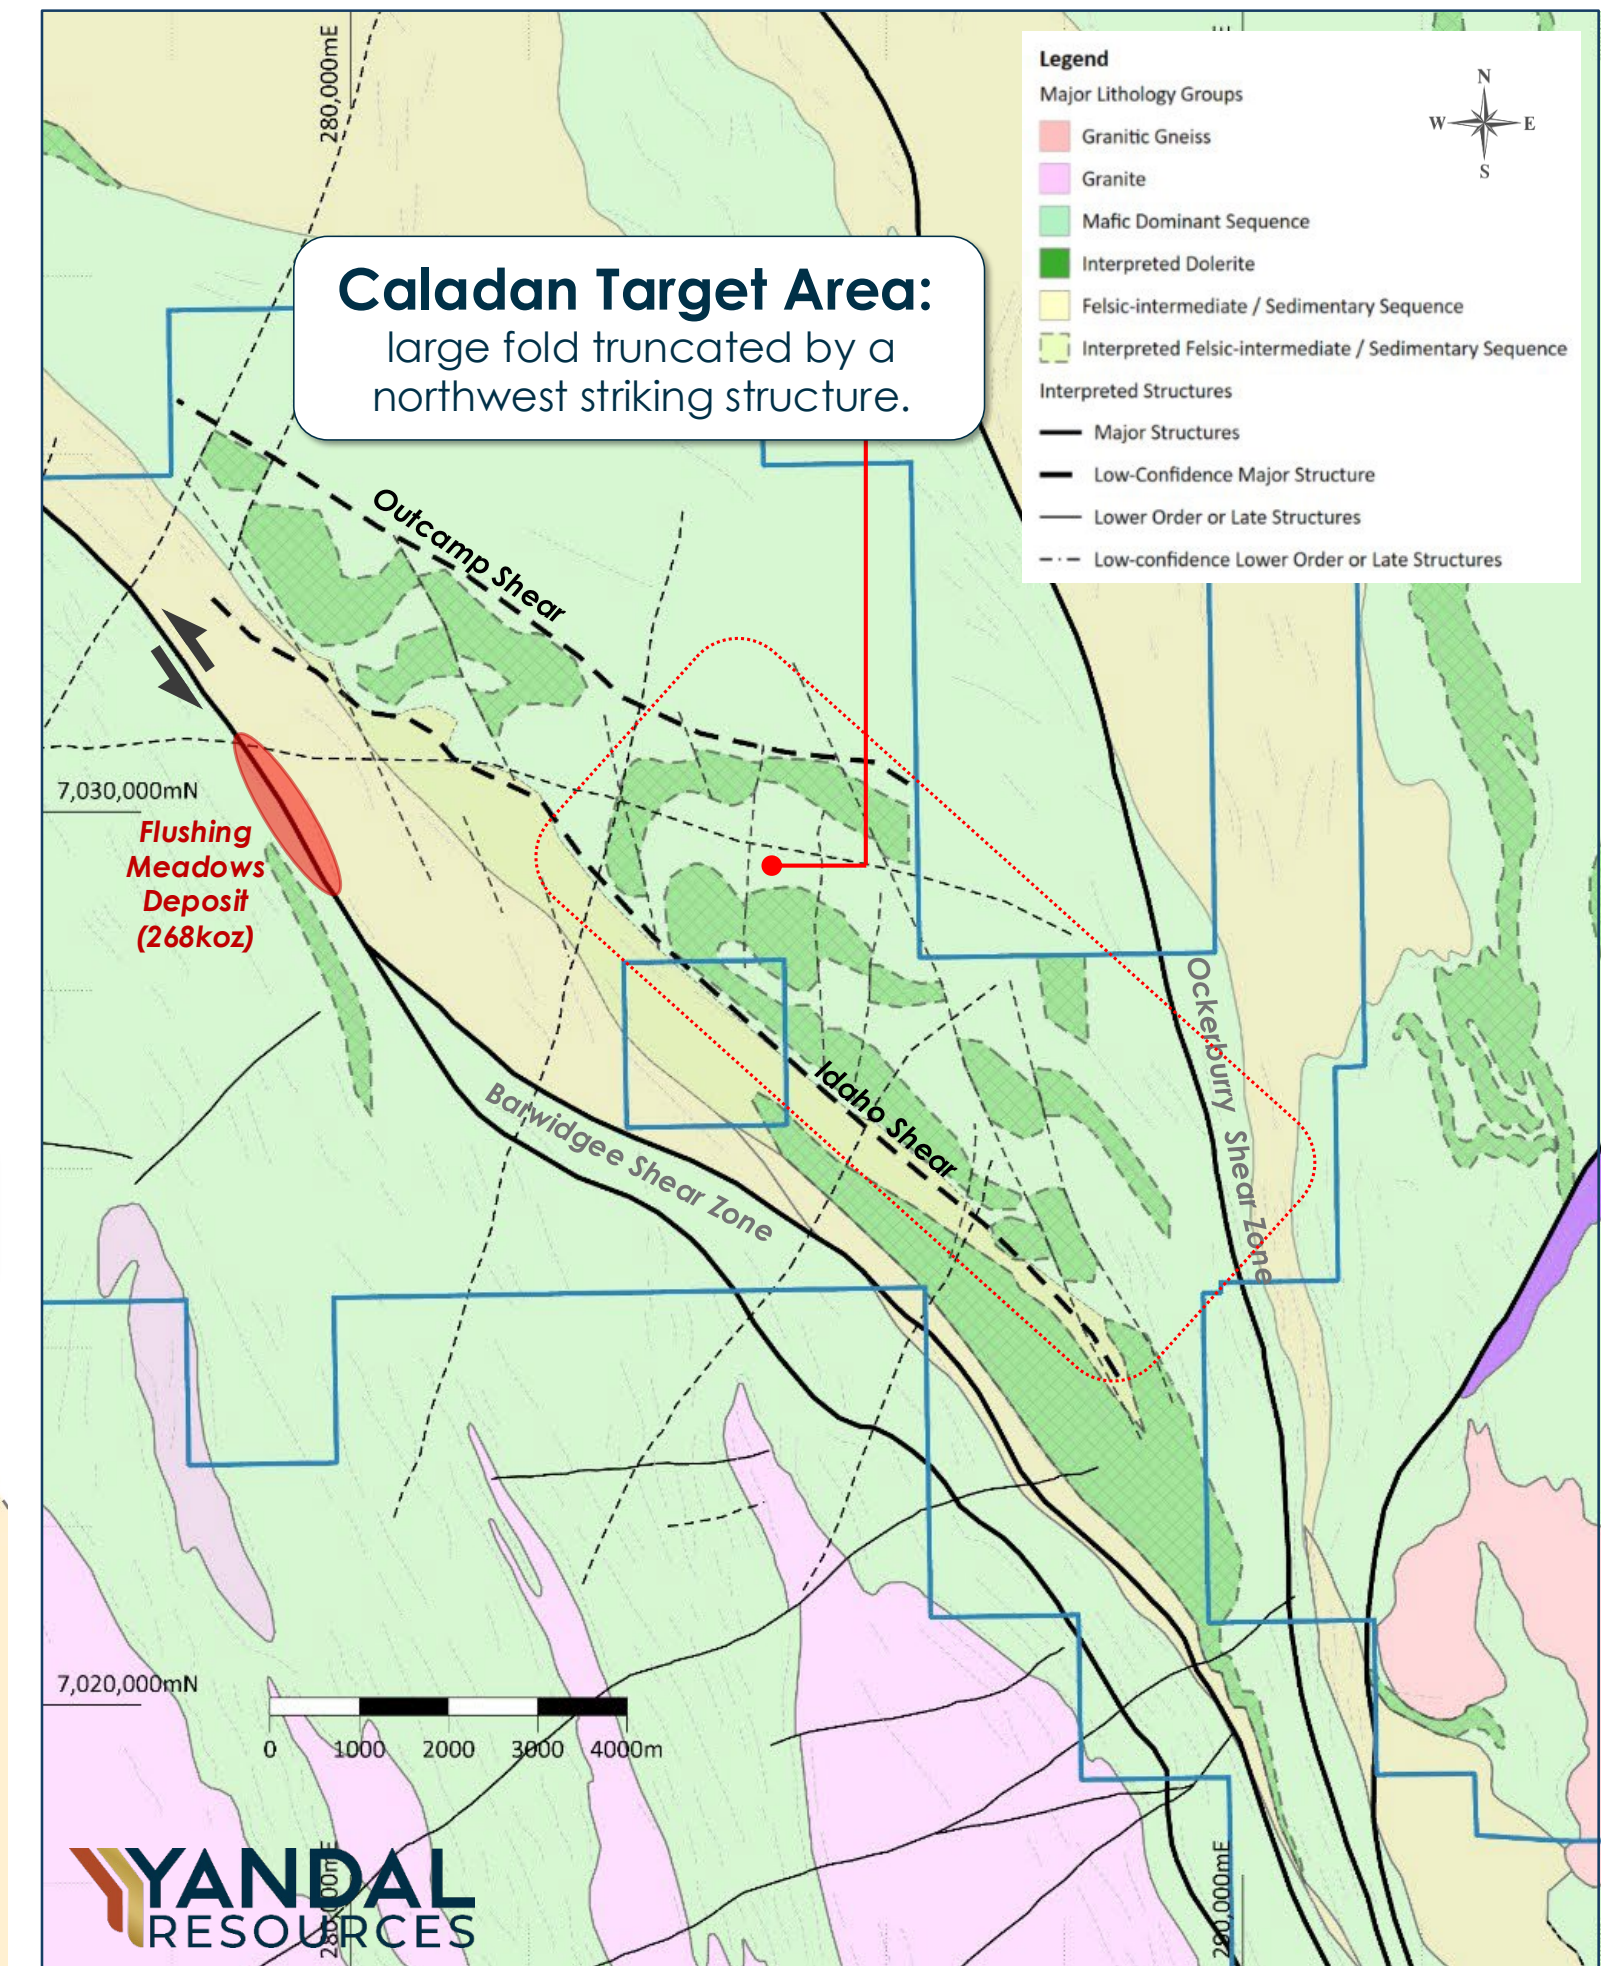 280,000mE
Legend
Major Lithology Groups
N
W
E
S
Granitic Gneiss
Granite
Mafic Dominant Sequence
Interpreted Dolerite
Felsic-intermediate / Sedimentary Sequence
Interpreted Felsic-intermediate / Sedimentary Sequence
Interpreted Structures
Major Structures
Low-Confidence Major Structure
Lower Order or Late Structures
Low-confidence Lower Order or Late Structures
Caladan Target Area:
large fold truncated by a
northwest striking structure.
Outcamp Shear
7,030,000mN
Flushing
Meadows
Deposit
(268koz)
Ockerburry Shear Zone
Idaho Shear
Barwidgee Shear Zone
7,020,000mN
0 1000 2000 3000 4000m
YANDAL
RESOURCES
280,000mE
290,000mE